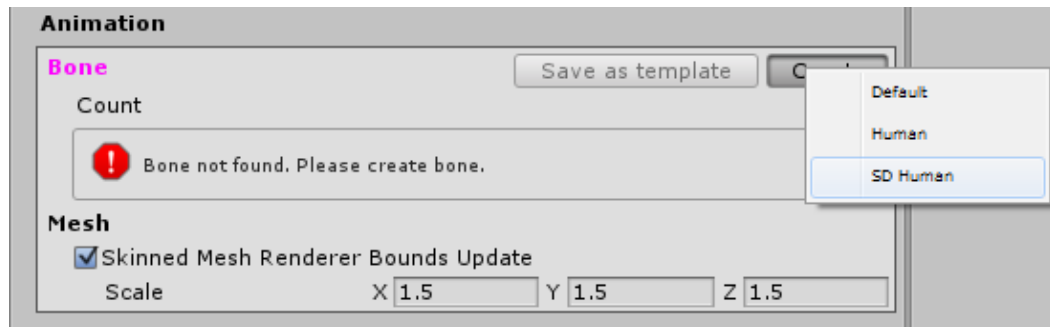 Animation
Bone
Save as template
Default
Count
Human
Bone not found. Please create bone.
SD Human
Mesh
Skinned Mesh Renderer Bounds Update
Scale X 1.5 Y 1.5 Z 1.5